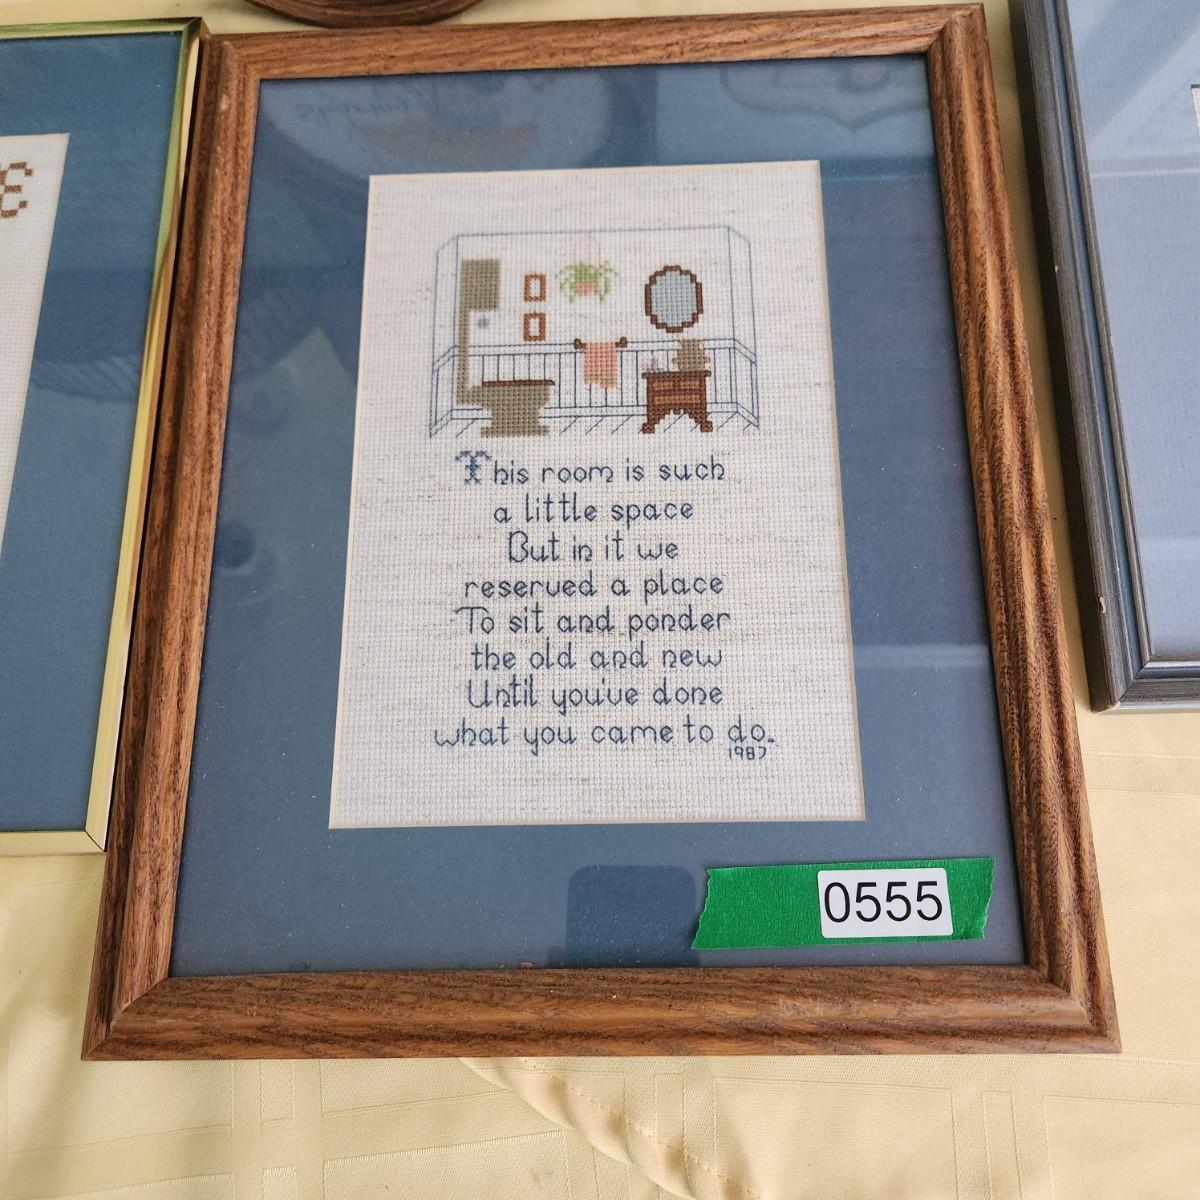 This room is such
a little space
But in it we
reserved a place
To sit and ponder
the old and new
Until you've done
what you came to do.
1987
0555